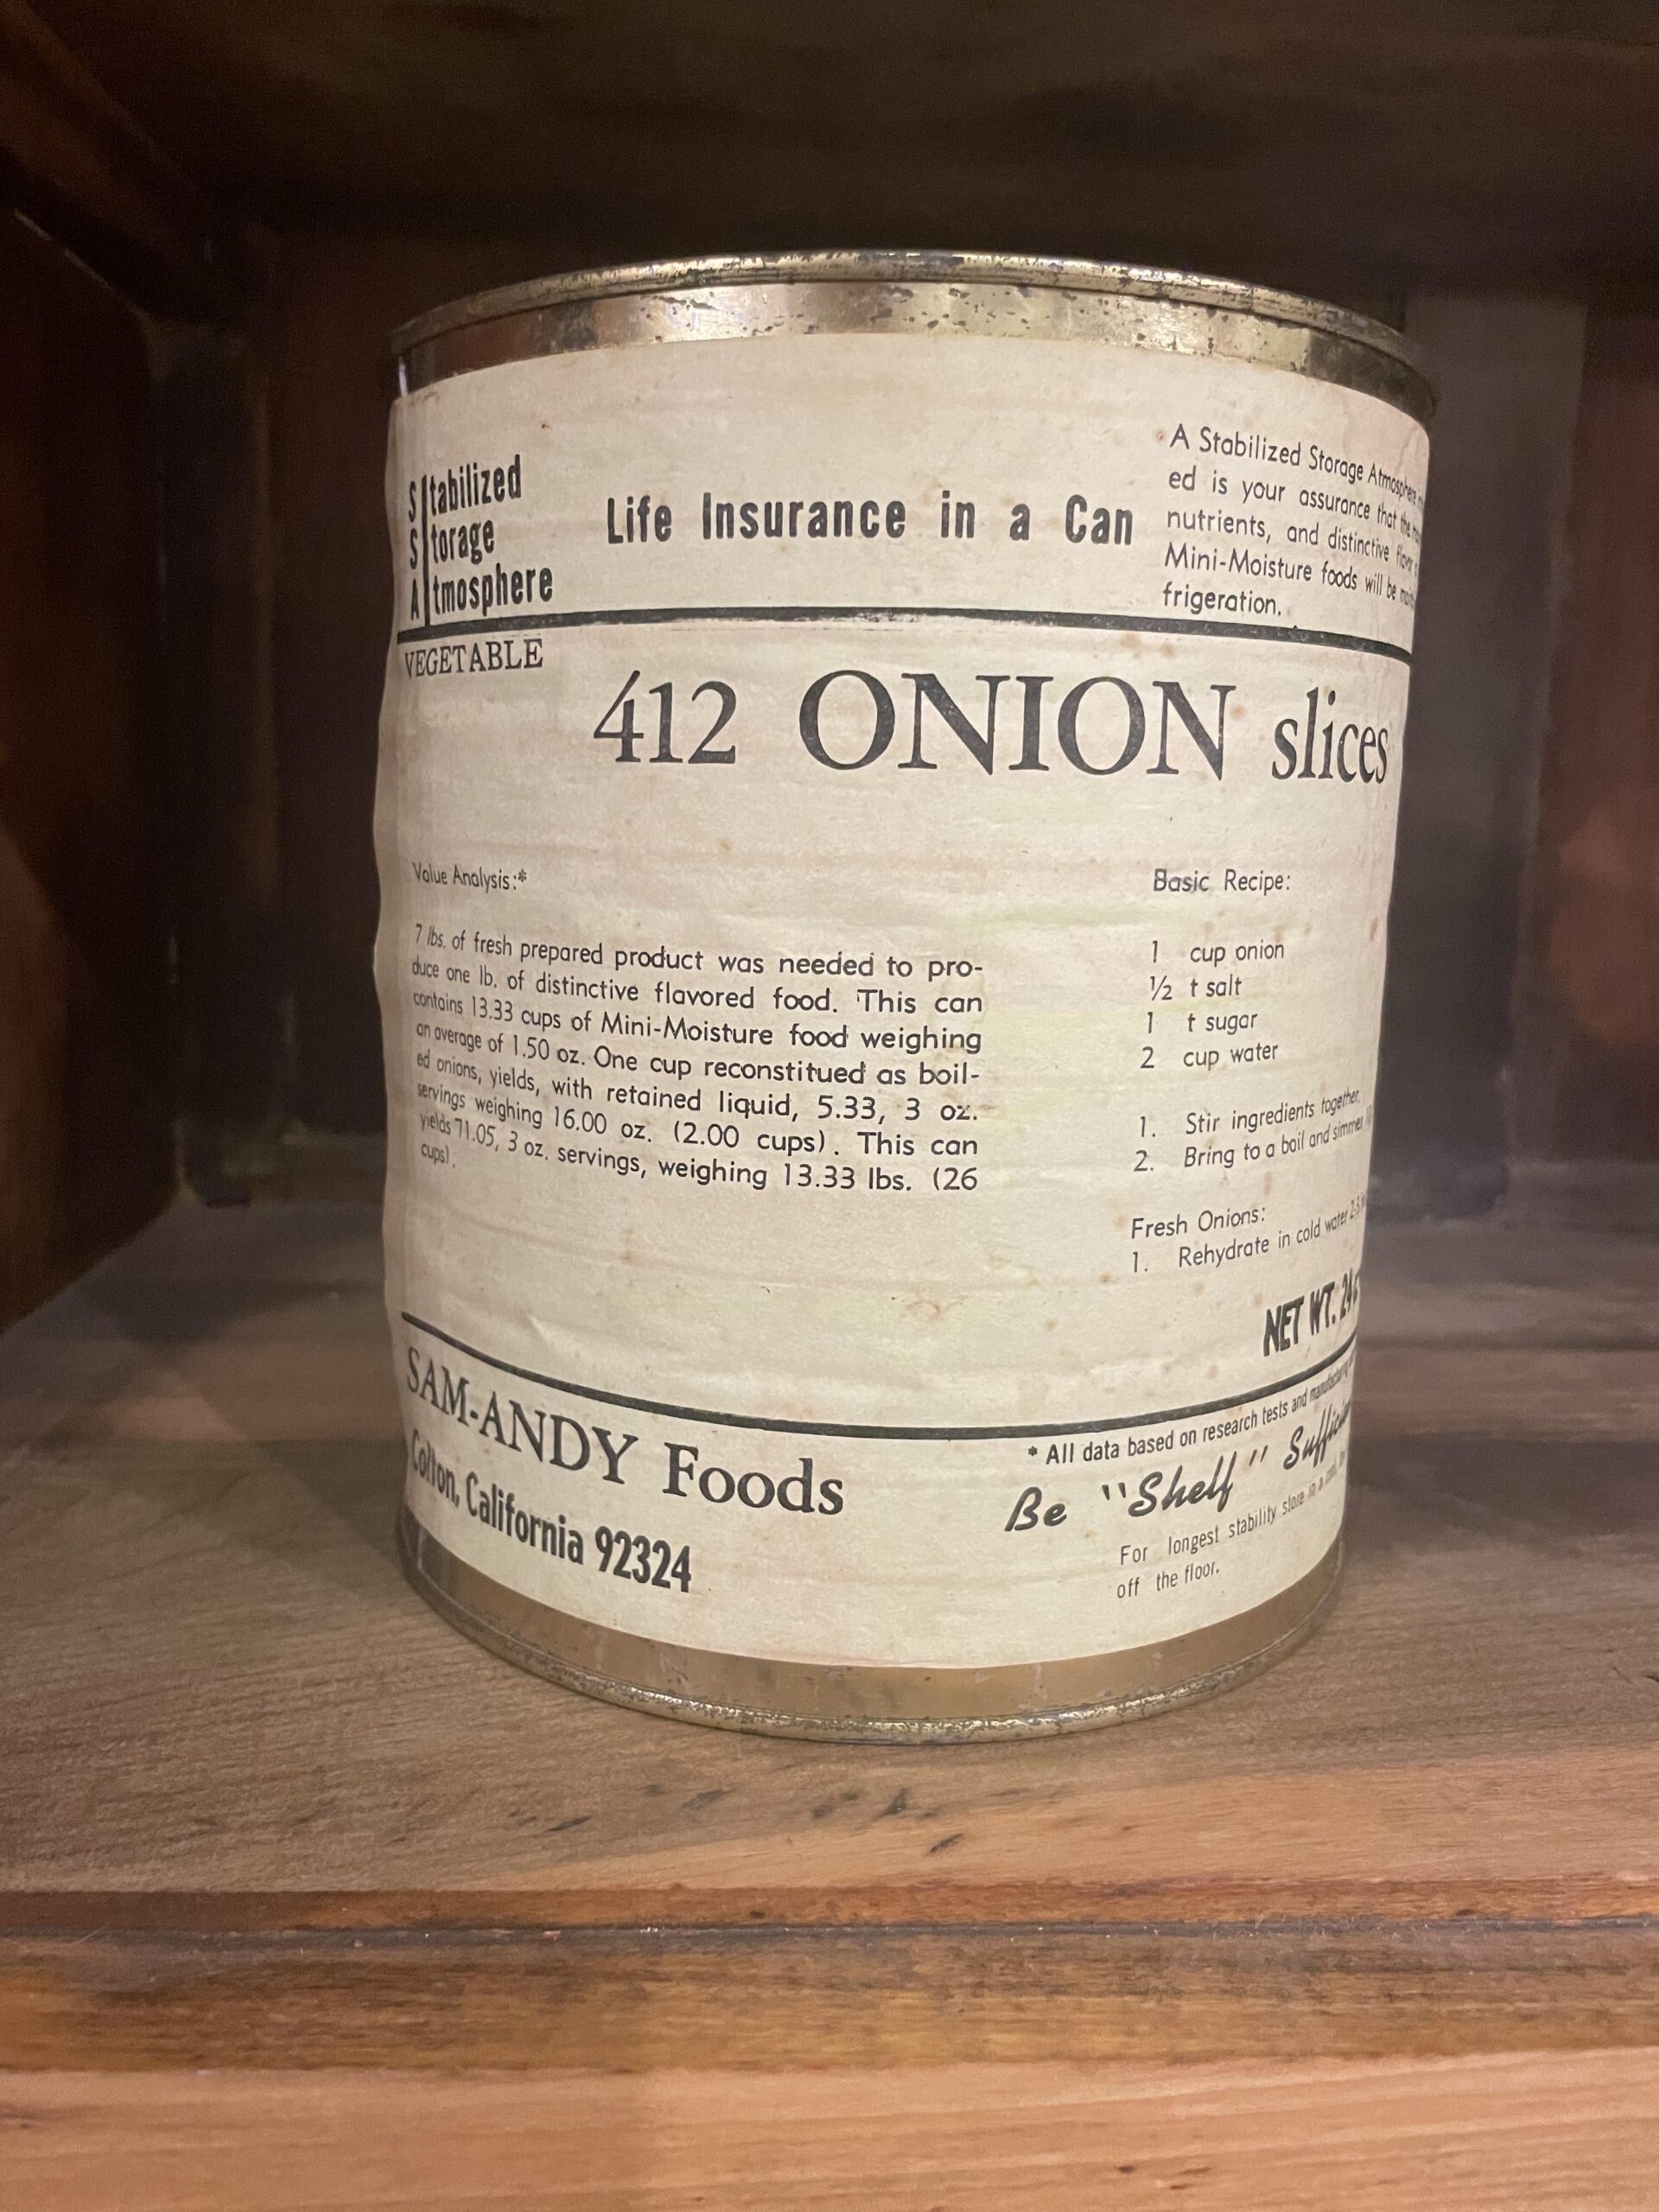 Stabilized
Storage
Atmosphere
Life Insurance in a Can
A Stabilized Storage Atmosphere
ed is your assurance that the
nutrients, and distinctive flavor
Mini-Moisture foods will be
frigeration.
VEGETABLE
412 ONION slices
Value Analysis:*
7 lbs. of fresh prepared product was needed to pro-
duce one lb. of distinctive flavored food. This can
contains 13.33 cups of Mini-Moisture food weighing
an average of 1.50 oz. One cup reconstitued as boil-
ed onions, yields, with retained liquid, 5.33, 3 oz.
servings weighing 16.00 oz. (2.00 cups). This can
yields 71.05, 3 oz. servings, weighing 13.33 lbs. (26
cups).
Basic Recipe:
1 cup onion
½ t salt
1 t sugar
2 cup water
1. Stir ingredients together.
2. Bring to a boil and simmer
Fresh Onions:
1. Rehydrate in cold water
NET WT. 24
SAM-ANDY Foods
Colton, California 92324
* All data based on research tests and manufacturing
Be "Shelf"
For longest stability store in a
off the floor.